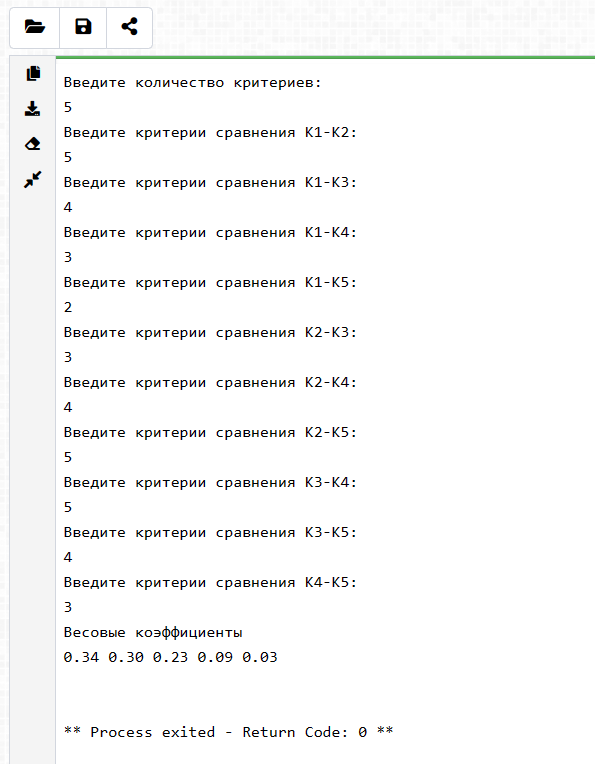 Введите количество критериев:
5
Введите критерии сравнения K1-K2:
5
Введите критерии сравнения K1-K3:
4
Введите критерии сравнения K1-K4:
3
Введите критерии сравнения K1-K5:
2
Введите критерии сравнения K2-K3:
3
Введите критерии сравнения K2-K4:
4
Введите критерии сравнения K2-K5:
5
Введите критерии сравнения K3-K4:
5
Введите критерии сравнения K3-K5:
4
Введите критерии сравнения K4-K5:
3
Весовые коэффициенты
0.34 0.30 0.23 0.09 0.03
** Process exited - Return Code: 0 **